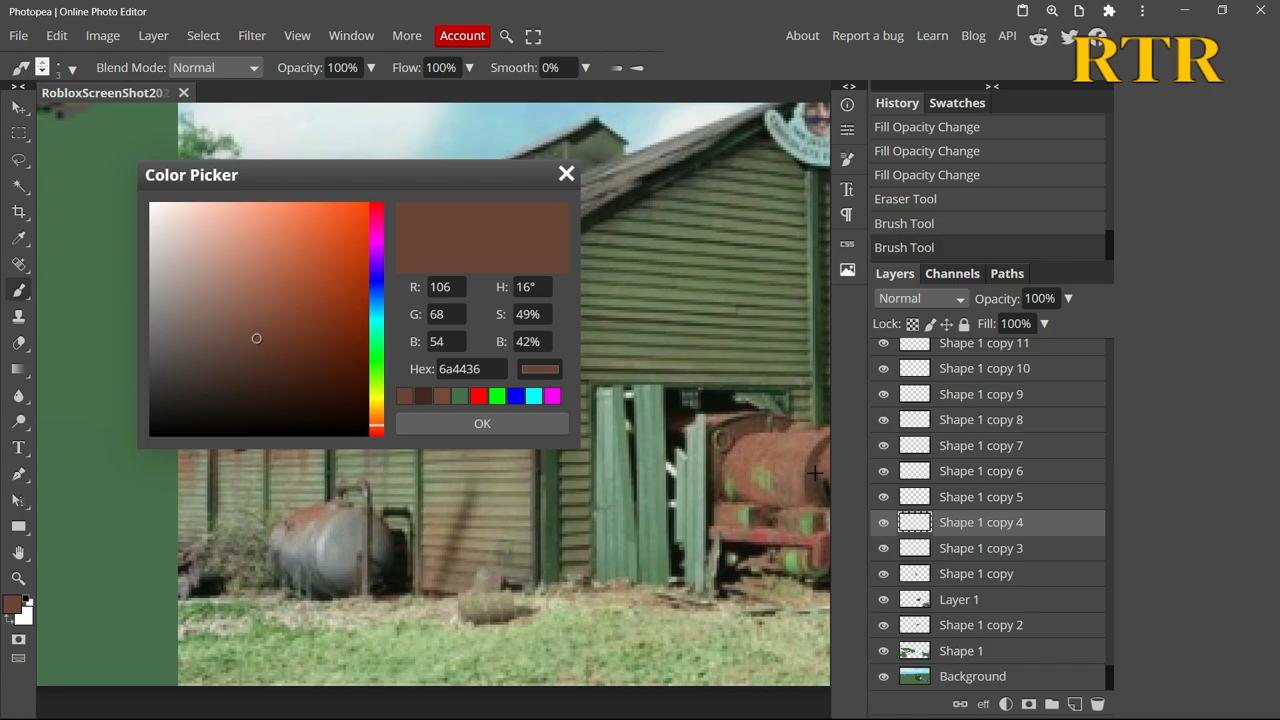 Photopea | Online Photo Editor
File Edit Image Layer Select Filter View Window More Account About Report a bug Learn Blog API
RTR
3 Blend Mode: Normal Opacity: 100% Flow: 100% Smooth: 0%
RobloxScreenShot202
> < < > > <
History Swatches
Fill Opacity Change
Fill Opacity Change
Fill Opacity Change
Eraser Tool
Brush Tool
Brush Tool
Color Picker
R: 106 H: 16°
G: 68 S: 49%
B: 54 B: 42%
Hex: 6a4436
OK
CSS
Layers Channels Paths
Normal Opacity: 100%
Lock: Fill: 100%
Shape 1 copy 11
Shape 1 copy 10
Shape 1 copy 9
Shape 1 copy 8
Shape 1 copy 7
Shape 1 copy 6
Shape 1 copy 5
Shape 1 copy 4
Shape 1 copy 3
Shape 1 copy
Layer 1
Shape 1 copy 2
Shape 1
Background
eff